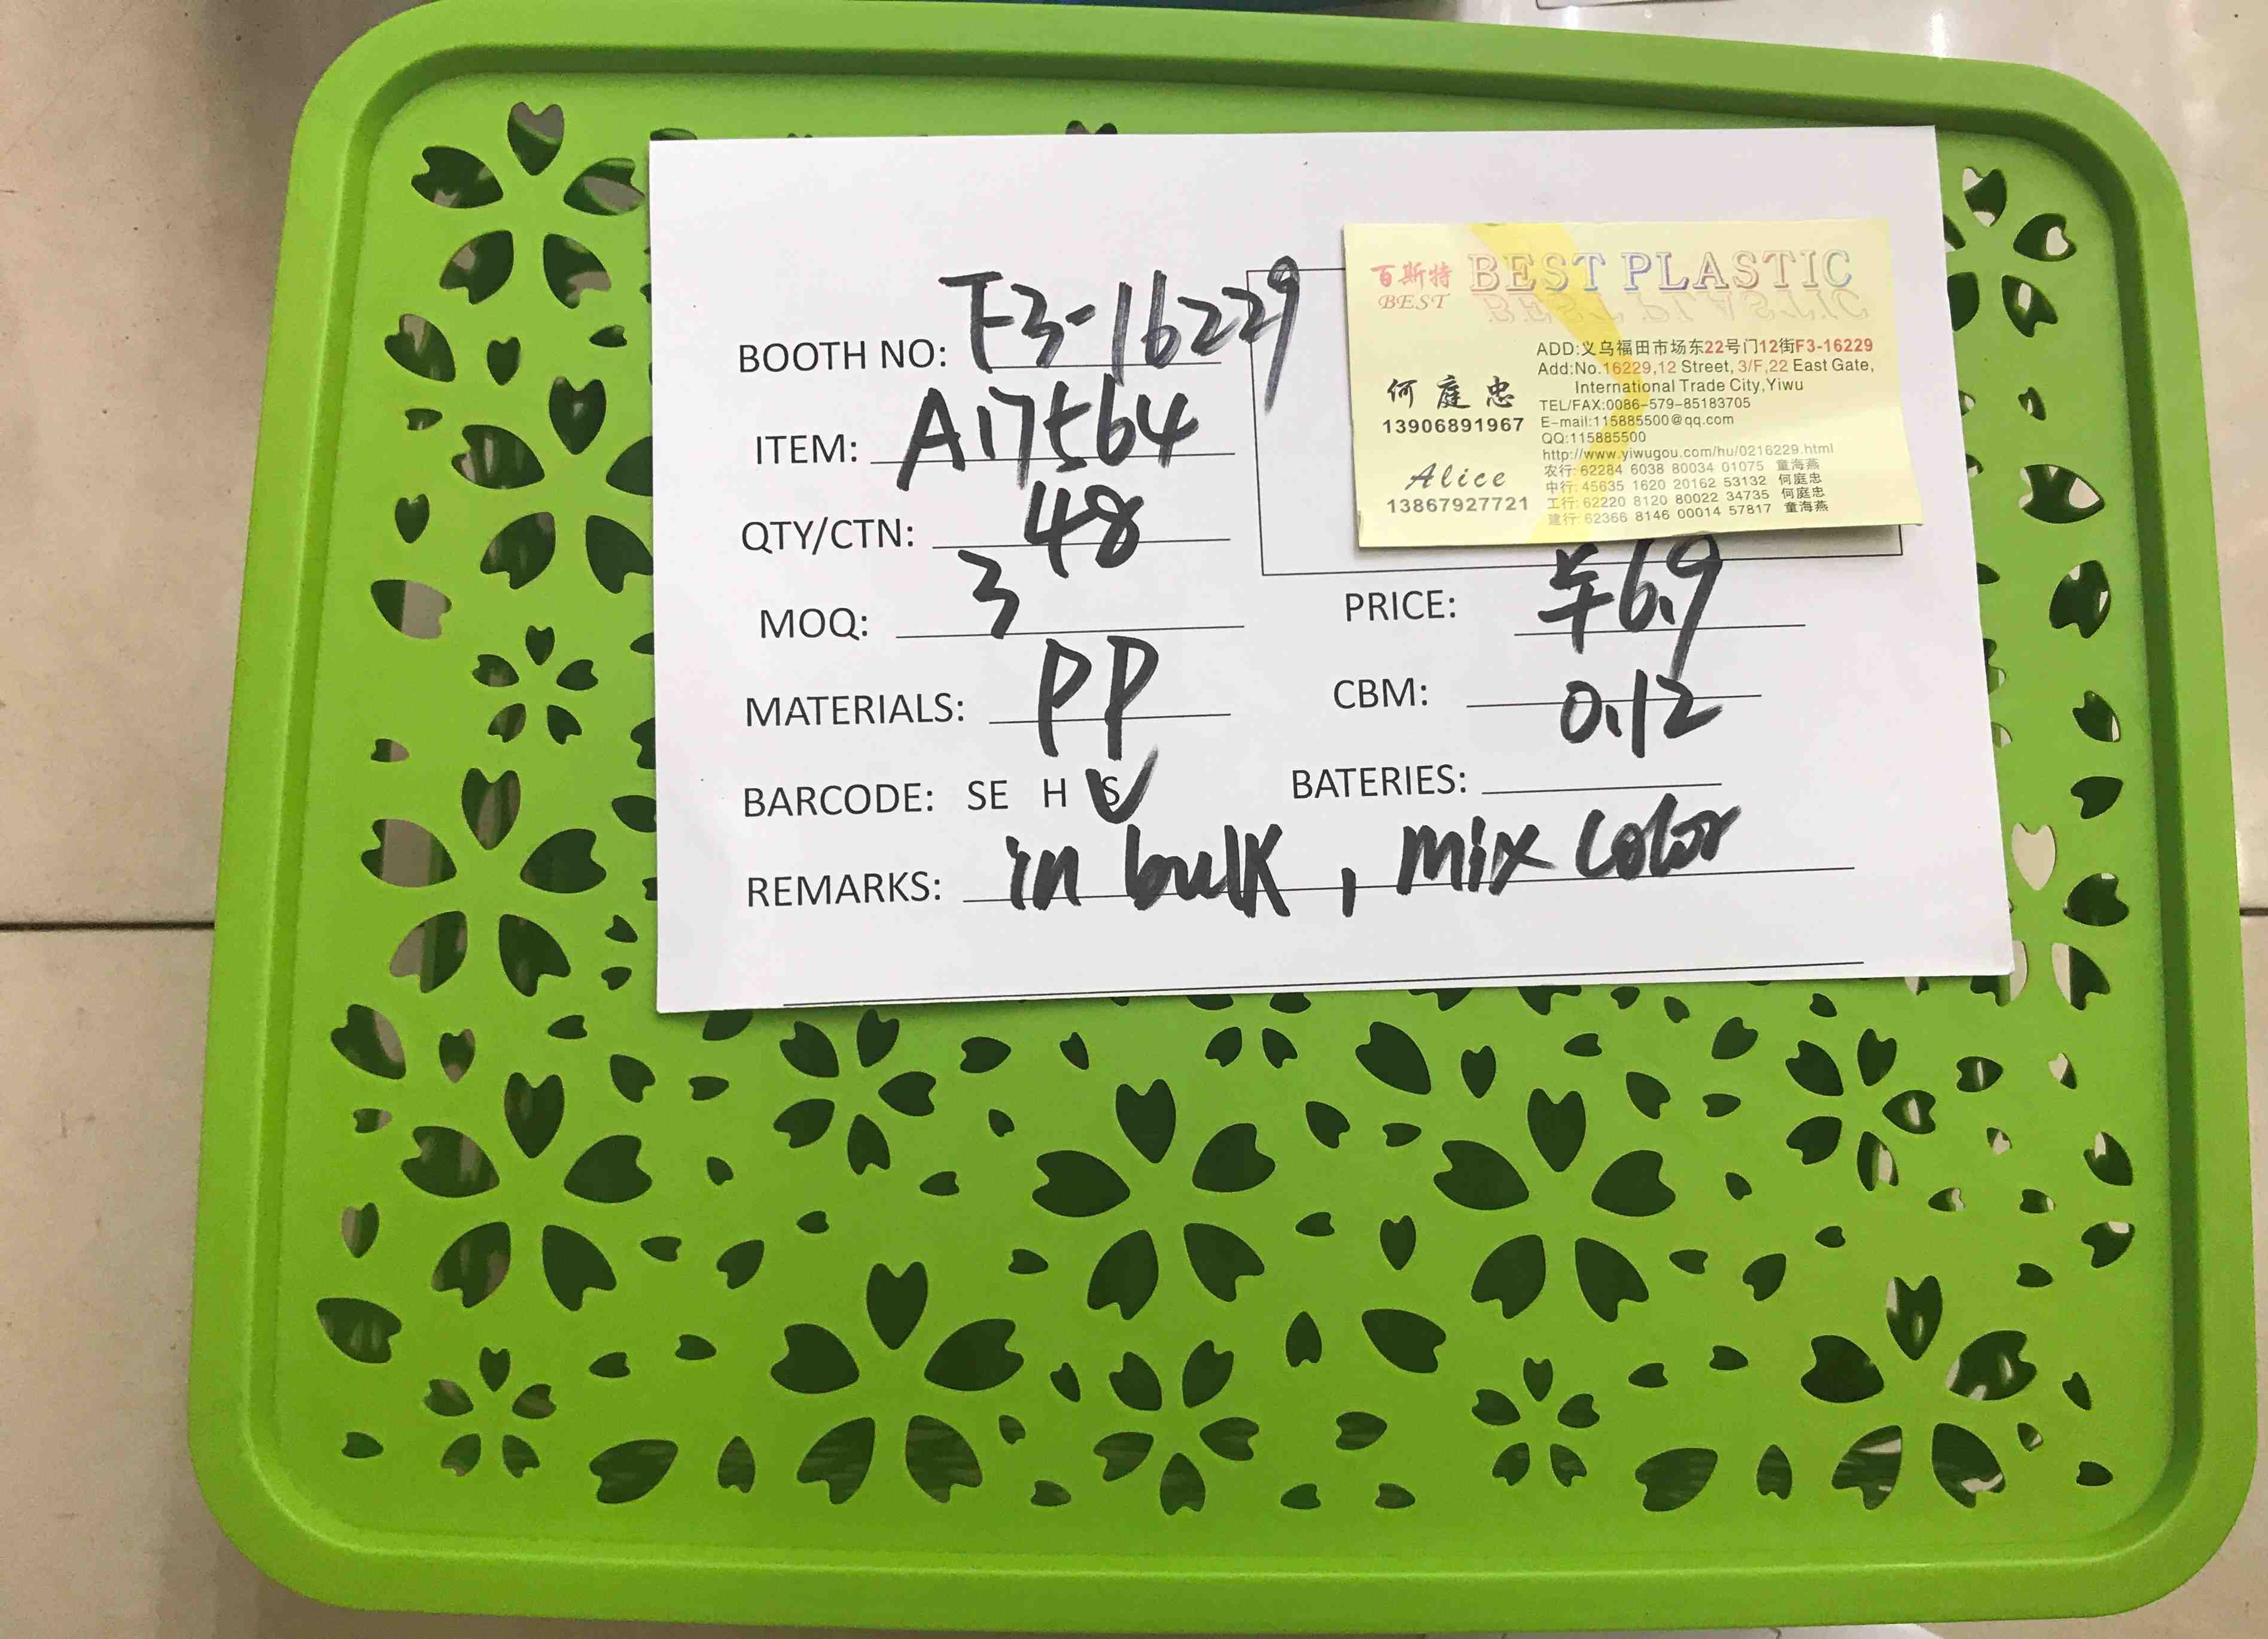 BOOTH NO: F3-16229
ITEM: A17564
QTY/CTN: 48
MOQ: 3
PRICE: ¥6.9
MATERIALS: PP
CBM: 0.12
BARCODE: SE H S
BATERIES:
REMARKS: in bulk, mix color
百斯特
BEST
BEST PLASTIC
ADD:义乌福田市场东22号门12街F3-16229
Add:No.16229,12 Street, 3/F,22 East Gate,
International Trade City,Yiwu
TEL/FAX:0086-579-85183705
E-mail:115885500@qq.com
QQ:115885500
http://www.yiwugou.com/hu/0216229.html
农行: 62284 6038 80034 01075 童海燕
中行: 45635 1620 20162 53132 何庭忠
工行: 62220 8120 80022 34735 何庭忠
建行: 62366 8146 00014 57817 童海燕
何庭忠
13906891967
Alice
13867927721